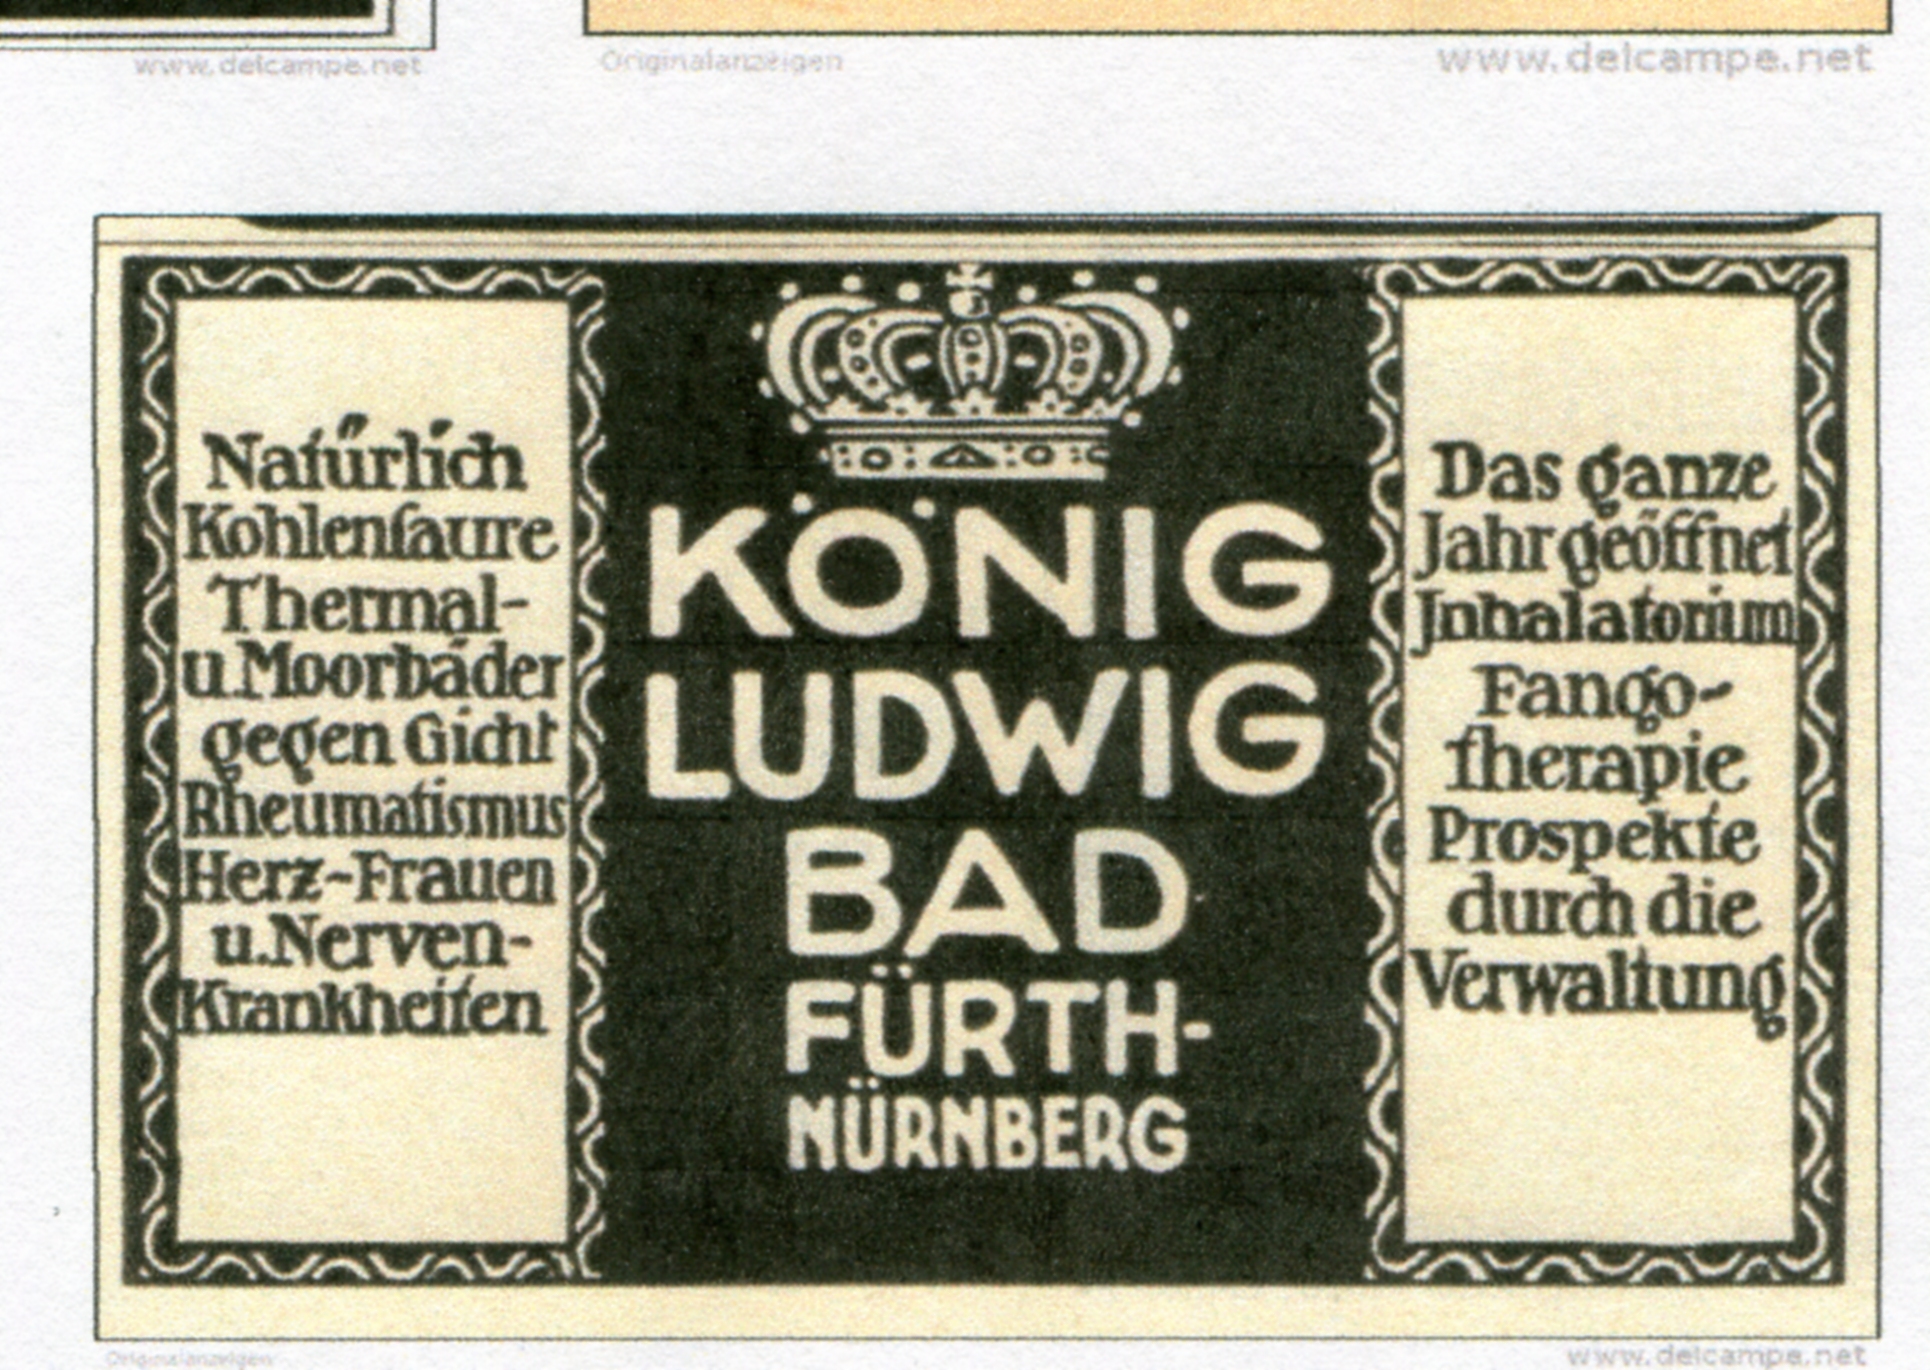 www.delcampe.net
Originalanzeigen
www.delcampe.net
Natürlich
Kohlenſaure
Thermal-
u.Moorbäder
gegen Gicht
Rheumatismus
Herz-Frauen
u.Nerven-
Krankheiten
KÖNIG
LUDWIG
BAD
FÜRTH-
NÜRNBERG
Das ganze
Jahr geöffnet
Jnhalatorium
Fango-
therapie
Prospekte
durch die
Verwaltung
Originalanzeigen
www.delcampe.net